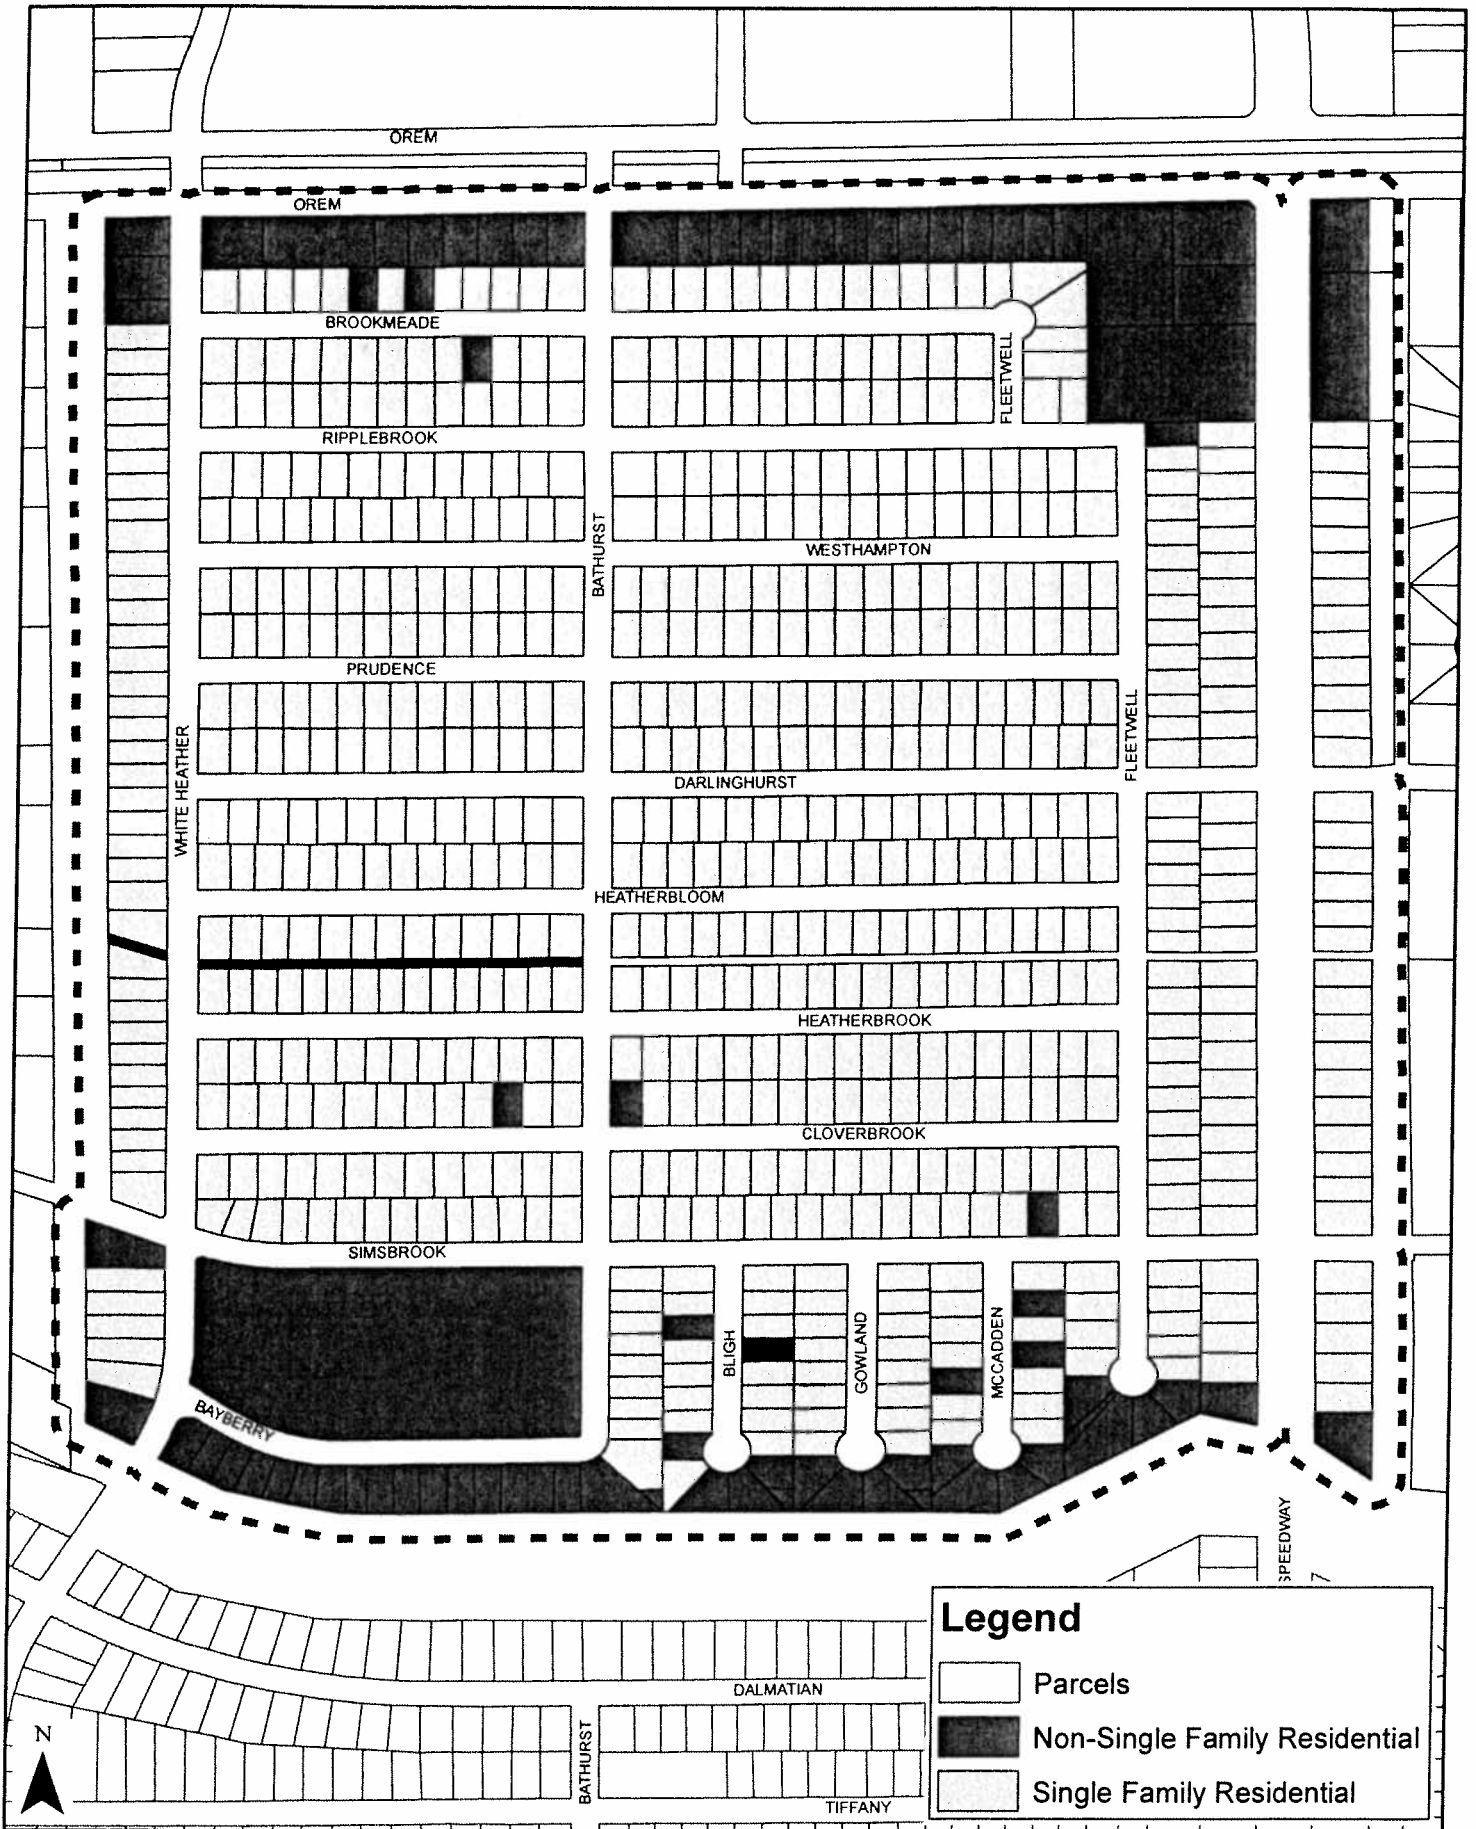 OREM
OREM
BROOKMEADE
FLEETWELL
RIPPLEBROOK
BATHURST
WESTHAMPTON
PRUDENCE
FLEETWELL
WHITE HEATHER
DARLINGHURST
HEATHERBLOOM
HEATHERBROOK
CLOVERBROOK
SIMSBROOK
BLIGH
GOWLAND
MCCADDEN
BAYBERRY
SPEEDWAY
Legend
Parcels
Non-Single Family Residential
Single Family Residential
DALMATIAN
N
BATHURST
TIFFANY